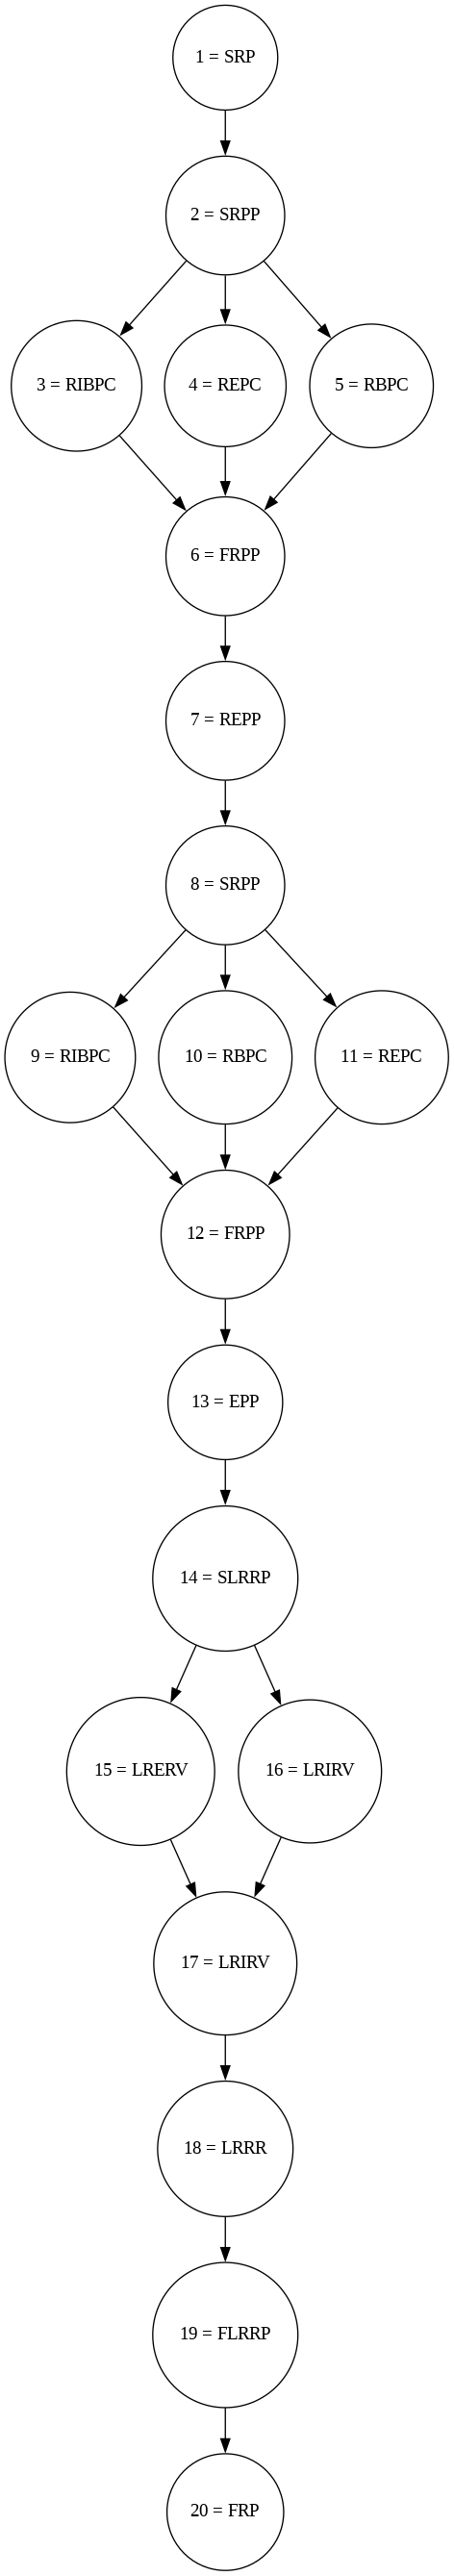 1 = SRP
2 = SRPP
3 = RIBPC
4 = REPC
5 = RBPC
6 = FRPP
7 = REPP
8 = SRPP
9 = RIBPC
10 = RBPC
11 = REPC
12 = FRPP
13 = EPP
14 = SLRRP
15 = LRERV
16 = LRIRV
17 = LRIRV
18 = LRRR
19 = FLRRP
20 = FRP